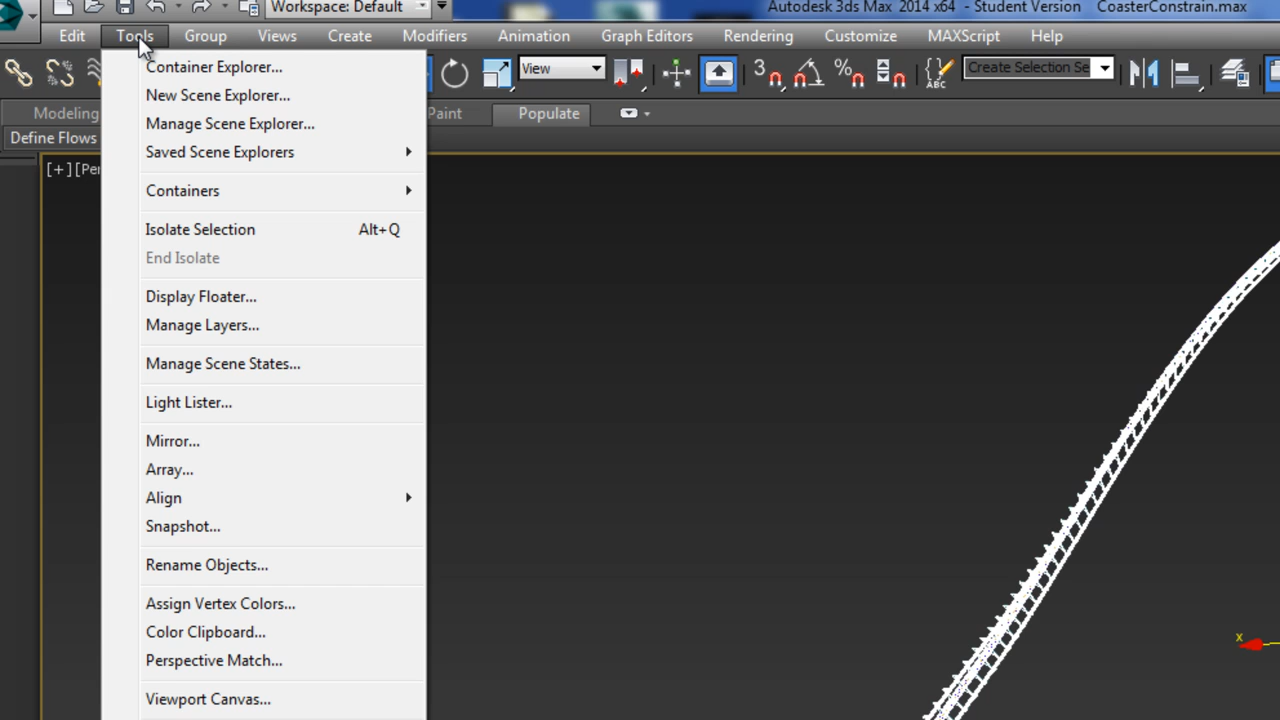 Workspace: Default
Autodesk 3ds Max 2014 x64 - Student Version CoasterConstrain.max
Edit Tools Group Views Create Modifiers Animation Graph Editors Rendering Customize MAXScript Help
View
3
%
ABC
Create Selection Se
Modeling
Paint
Populate
Define Flows
[+][Per
Container Explorer...
New Scene Explorer...
Manage Scene Explorer...
Saved Scene Explorers
Containers
Isolate Selection Alt+Q
End Isolate
Display Floater...
Manage Layers...
Manage Scene States...
Light Lister...
Mirror...
Array...
Align
Snapshot...
Rename Objects...
Assign Vertex Colors...
Color Clipboard...
Perspective Match...
Viewport Canvas...
x